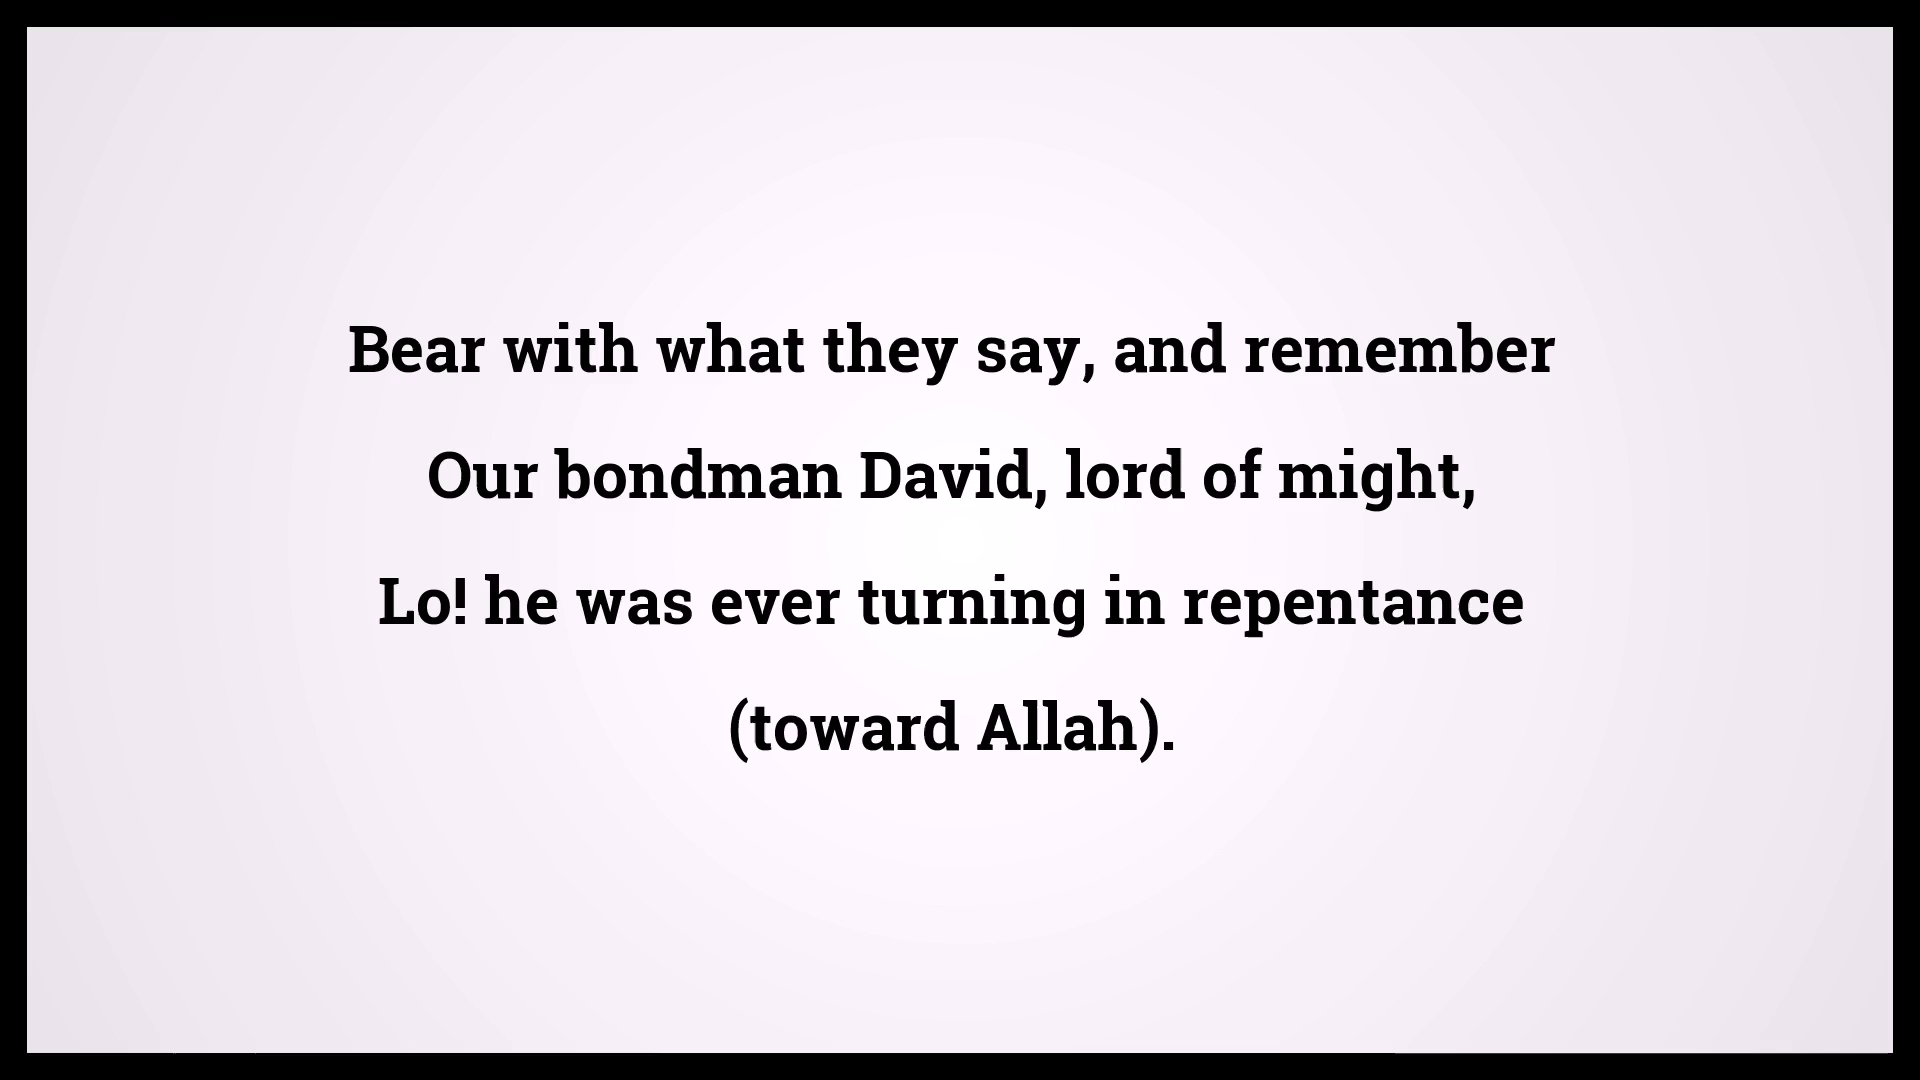 Bear with what they say, and remember
Our bondman David, lord of might,
Lo! he was ever turning in repentance
(toward Allah).